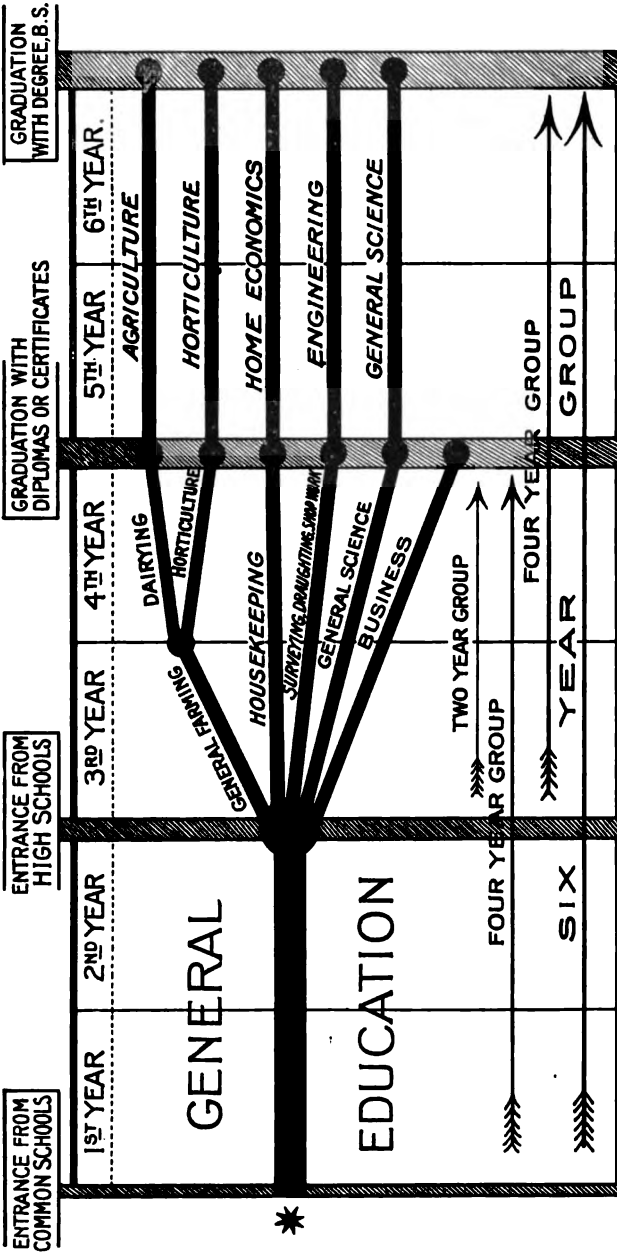 ENTRANCE FROM
COMMON SCHOOLS
ENTRANCE FROM
HIGH SCHOOLS
GRADUATION WITH
DIPLOMAS OR CERTIFICATES
GRADUATION
WITH DEGREE, B.S.
1ST YEAR
2ND YEAR
3RD YEAR
4TH YEAR
5TH YEAR
6TH YEAR.
GENERAL
EDUCATION
GENERAL FARMING
DAIRYING
HORTICULTURE
HOUSEKEEPING
SURVEYING, DRAUGHTING, SHOP WORK
GENERAL SCIENCE
BUSINESS
AGRICULTURE
HORTICULTURE
HOME ECONOMICS
ENGINEERING
GENERAL SCIENCE
TWO YEAR GROUP
FOUR YEAR GROUP
FOUR YEAR GROUP
SIX YEAR GROUP